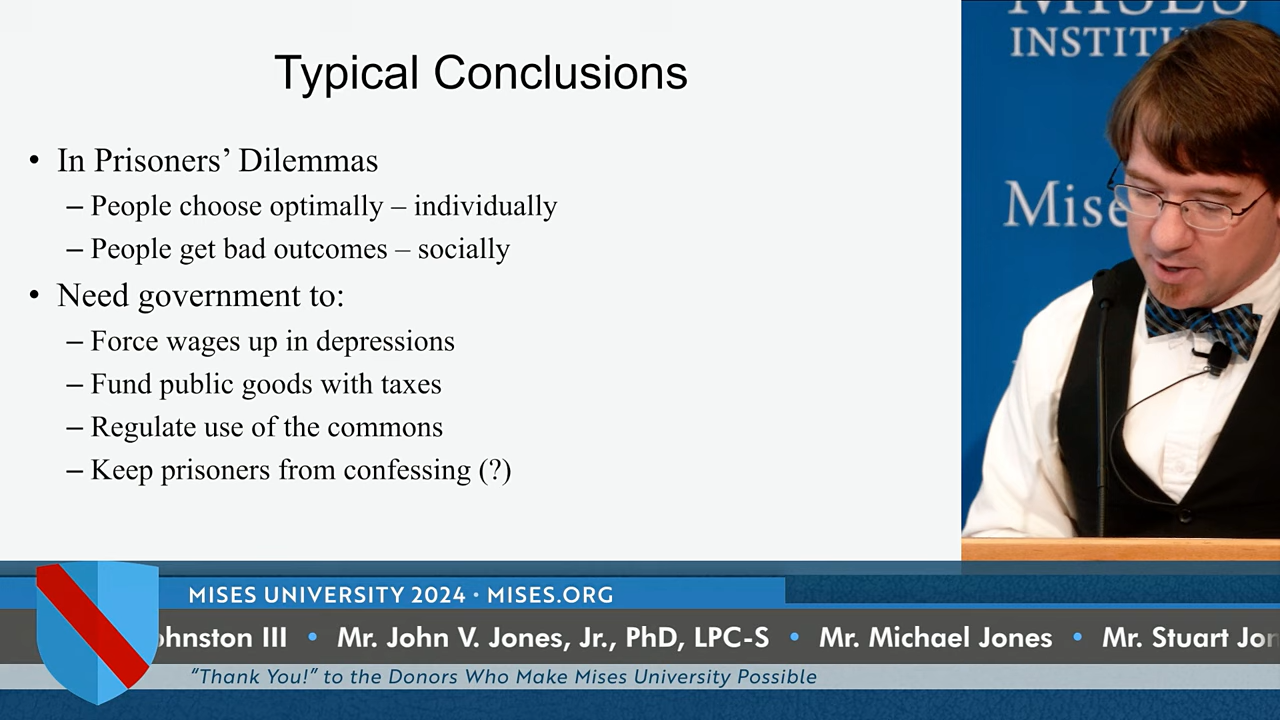 Typical Conclusions
• In Prisoners’ Dilemmas
– People choose optimally – individually
– People get bad outcomes – socially
• Need government to:
– Force wages up in depressions
– Fund public goods with taxes
– Regulate use of the commons
– Keep prisoners from confessing (?)
MISES
INSTIT
Mise
MISES UNIVERSITY 2024 • MISES.ORG
ohnston III • Mr. John V. Jones, Jr., PhD, LPC-S • Mr. Michael Jones • Mr. Stuart Jon
“Thank You!” to the Donors Who Make Mises University Possible